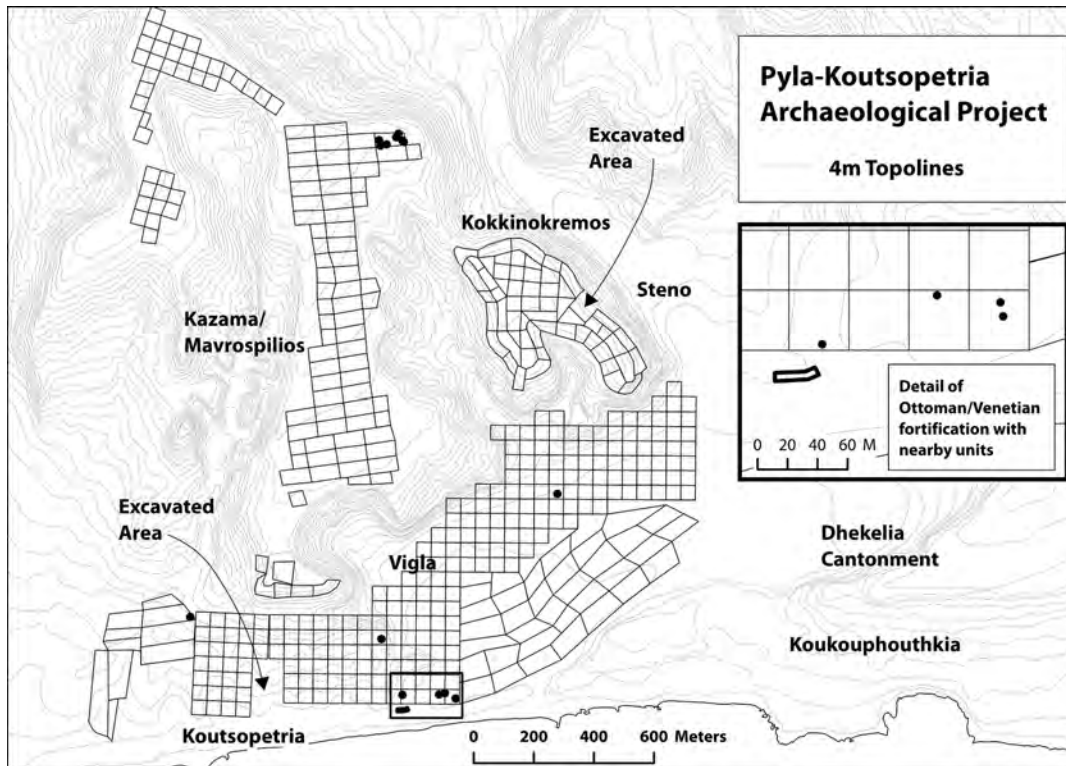 Pyla-Koutsopetria
Archaeological Project
4m Topolines
Excavated
Area
Kokkinokremos
Steno
Kazama/
Mavrospilios
Detail of
Ottoman/Venetian
fortification with
nearby units
0 20 40 60 M
Excavated
Area
Vigla
Dhekelia
Cantonment
Koukouphouthkia
Koutsopetria
0 200 400 600 Meters